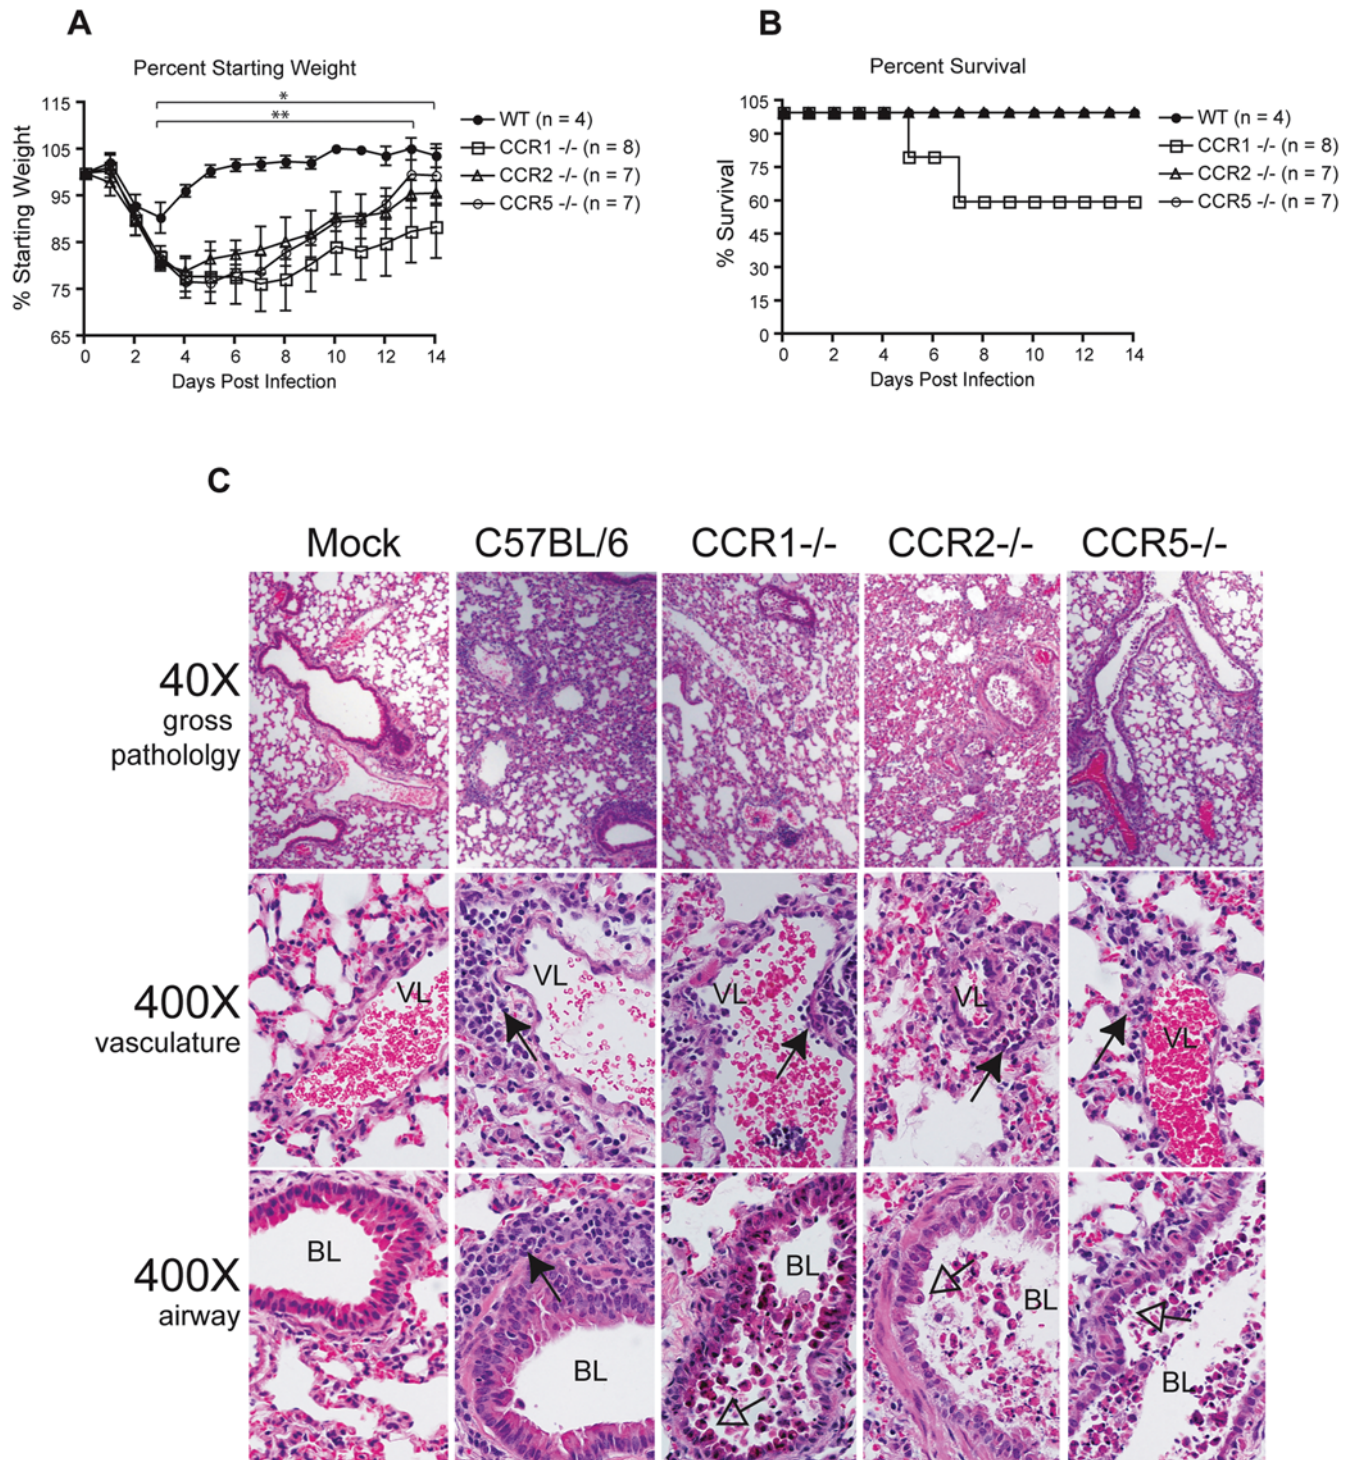 A
Percent Starting Weight
*
**
115
105
95
85
75
65
% Starting Weight
0 2 4 6 8 10 12 14
Days Post Infection
WT (n = 4)
CCR1 -/- (n = 8)
CCR2 -/- (n = 7)
CCR5 -/- (n = 7)
B
Percent Survival
105
90
75
60
45
30
15
0
% Survival
0 2 4 6 8 10 12 14
Days Post Infection
WT (n = 4)
CCR1 -/- (n = 8)
CCR2 -/- (n = 7)
CCR5 -/- (n = 7)
C
Mock C57BL/6 CCR1-/- CCR2-/- CCR5-/-
40X
gross
pathololgy
400X
vasculature
VL VL VL VL VL
400X
airway
BL BL BL BL BL